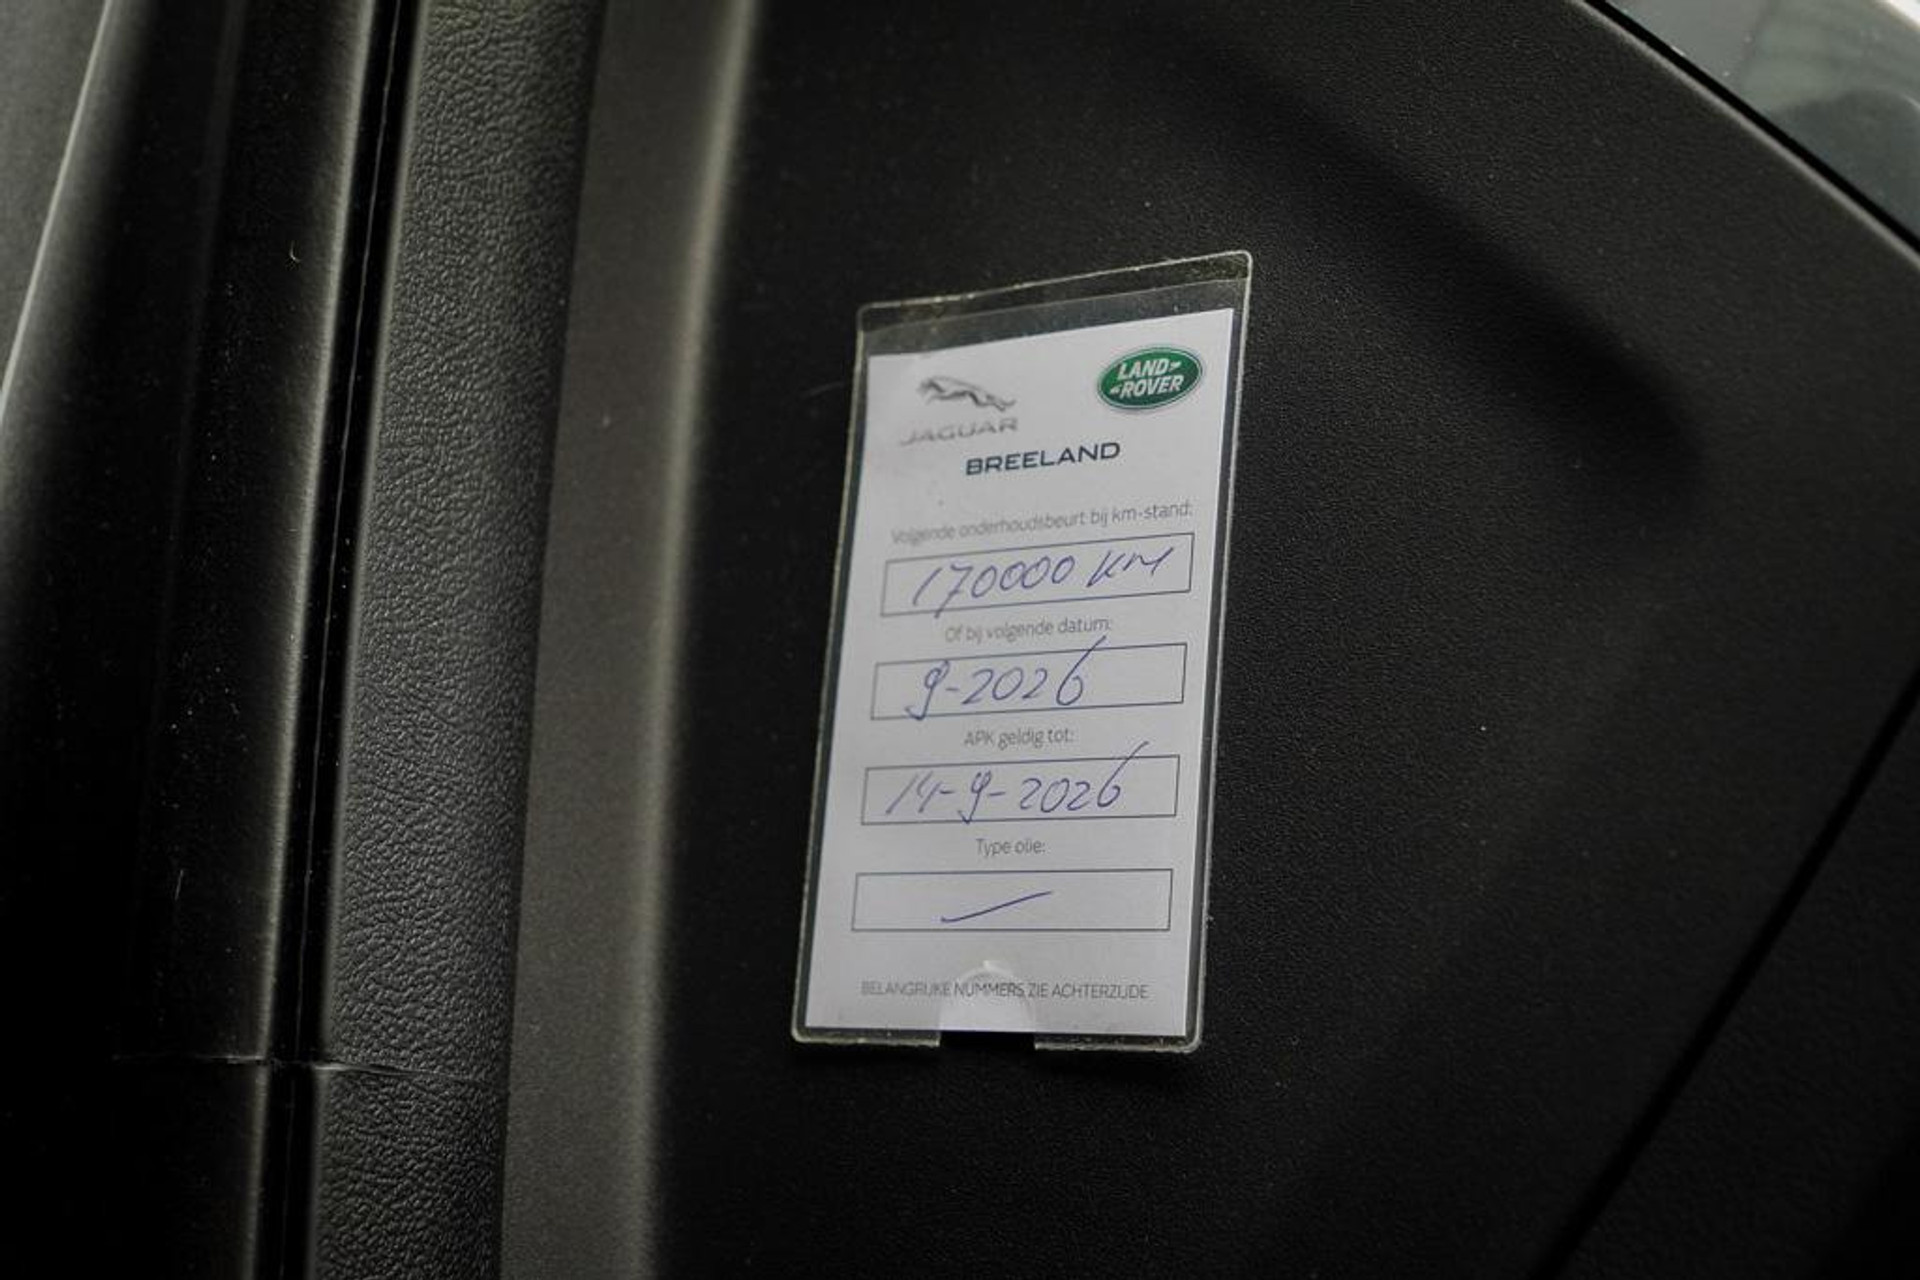 JAGUAR
LAND
ROVER
BREELAND
Volgende onderhoudsbeurt bij km-stand:
170000 KM
Of bij volgende datum:
9-2026
APK geldig tot:
14-9-2026
Type olie:
BELANGRIJKE NUMMERS ZIE ACHTERZIJDE